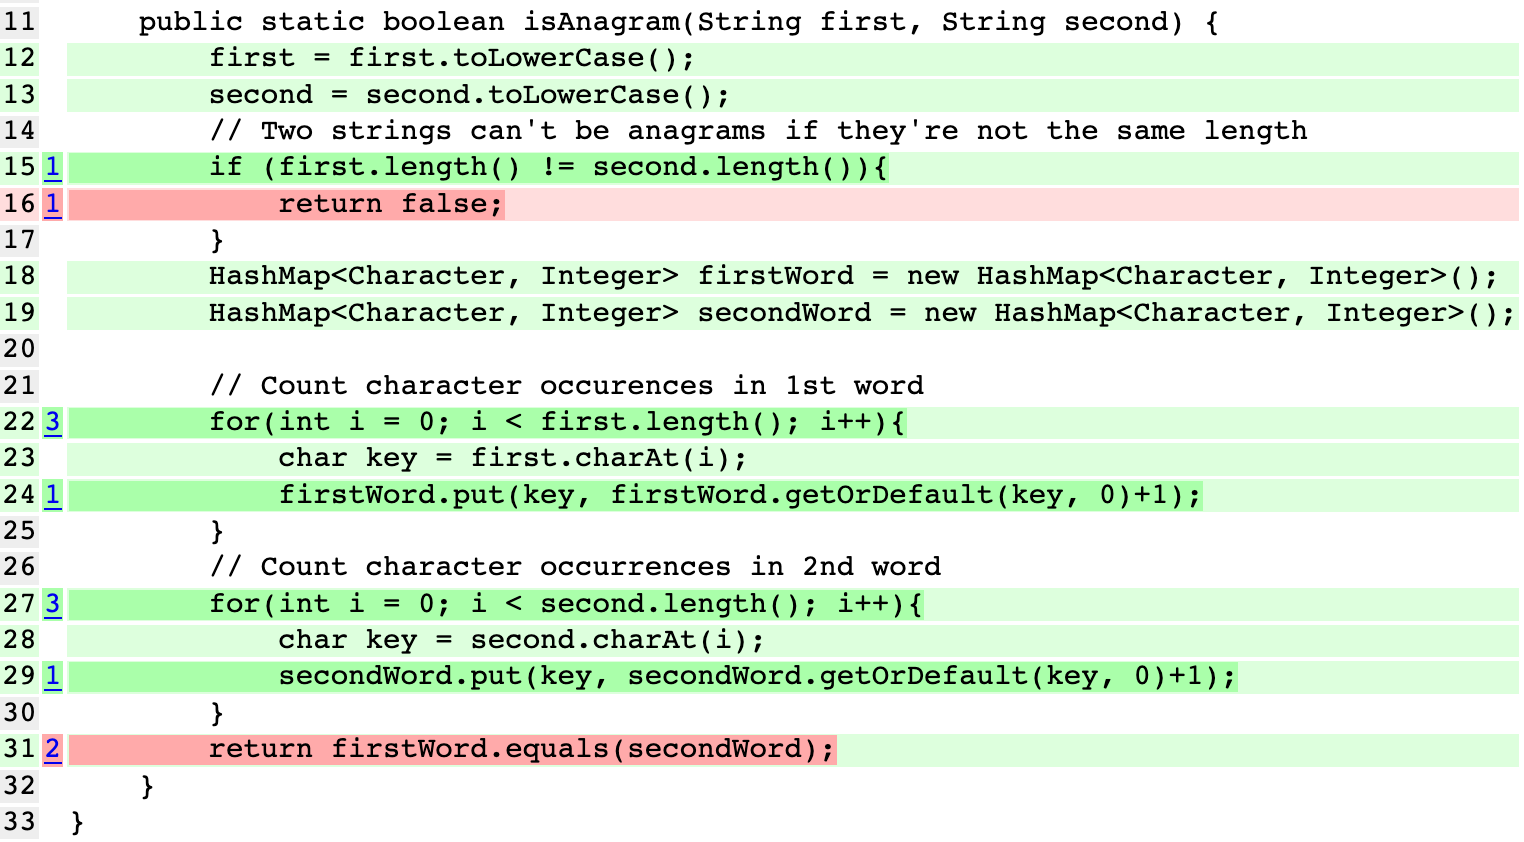 11 public static boolean isAnagram(String first, String second) {
12 first = first.toLowerCase();
13 second = second.toLowerCase();
14 // Two strings can't be anagrams if they're not the same length
15 1 if (first.length() != second.length()){
16 1 return false;
17 }
18 HashMap<Character, Integer> firstWord = new HashMap<Character, Integer>();
19 HashMap<Character, Integer> secondWord = new HashMap<Character, Integer>();
20
21 // Count character occurences in 1st word
22 3 for(int i = 0; i < first.length(); i++){
23 char key = first.charAt(i);
24 1 firstWord.put(key, firstWord.getOrDefault(key, 0)+1);
25 }
26 // Count character occurrences in 2nd word
27 3 for(int i = 0; i < second.length(); i++){
28 char key = second.charAt(i);
29 1 secondWord.put(key, secondWord.getOrDefault(key, 0)+1);
30 }
31 2 return firstWord.equals(secondWord);
32 }
33 }